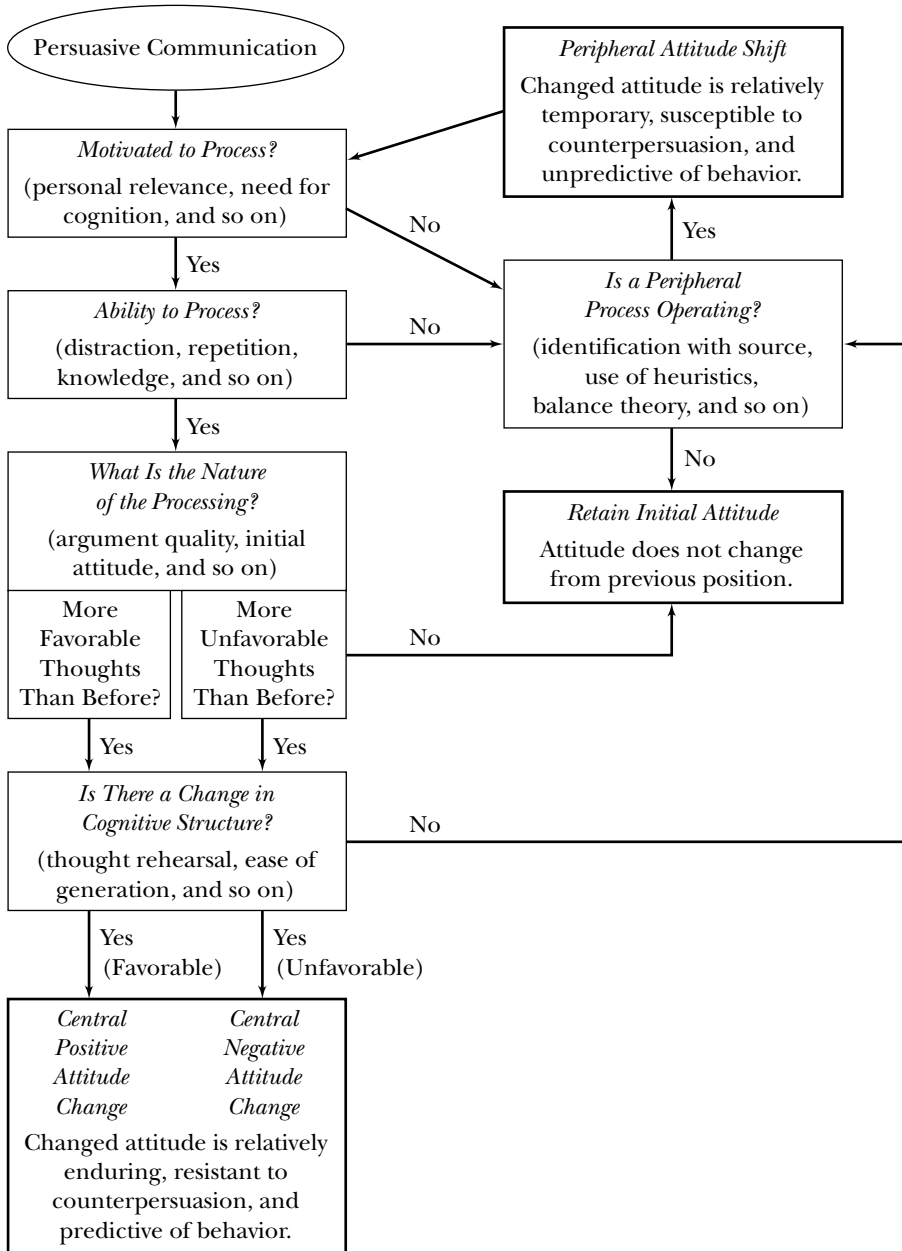 Persuasive Communication
Motivated to Process?
(personal relevance, need for
cognition, and so on)
Yes
No
Ability to Process?
(distraction, repetition,
knowledge, and so on)
Yes
No
What Is the Nature
of the Processing?
(argument quality, initial
attitude, and so on)
More
Favorable
Thoughts
Than Before?
More
Unfavorable
Thoughts
Than Before?
No
Yes
Yes
Is There a Change in
Cognitive Structure?
(thought rehearsal, ease of
generation, and so on)
No
Yes
(Favorable)
Yes
(Unfavorable)
Central
Positive
Attitude
Change
Central
Negative
Attitude
Change
Changed attitude is relatively
enduring, resistant to
counterpersuasion, and
predictive of behavior.
Peripheral Attitude Shift
Changed attitude is relatively
temporary, susceptible to
counterpersuasion, and
unpredictive of behavior.
Yes
Is a Peripheral
Process Operating?
(identification with source,
use of heuristics,
balance theory, and so on)
No
Retain Initial Attitude
Attitude does not change
from previous position.